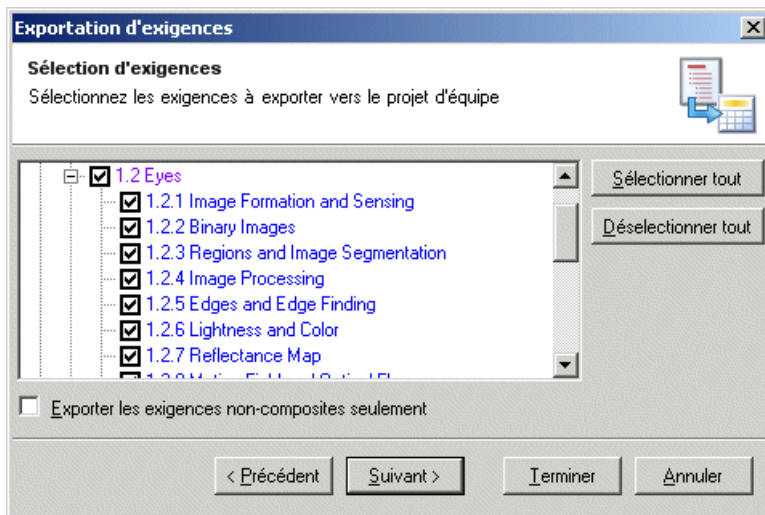 Exportation d'exigences
Sélection d'exigences
Sélectionnez les exigences à exporter vers le projet d'équipe
1.2 Eyes
1.2.1 Image Formation and Sensing
1.2.2 Binary Images
1.2.3 Regions and Image Segmentation
1.2.4 Image Processing
1.2.5 Edges and Edge Finding
1.2.6 Lightness and Color
1.2.7 Reflectance Map
Sélectionner tout
Déselectionner tout
Exporter les exigences non-composites seulement
< Précédent
Suivant >
Terminer
Annuler